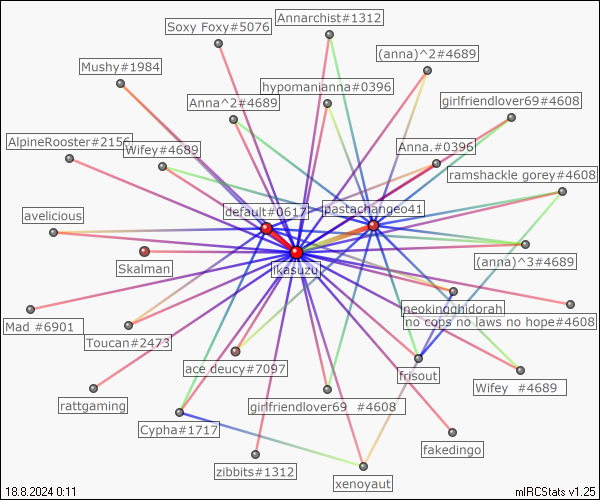 Annarchist#1312
Soxy Foxy#5076
(anna)^2#4689
Mushy#1984
hypomanianna#0396
Anna^2#4689
girlfriendlover69#4608
AlpineRooster#2156
Wifey#4689
Anna.#0396
ramshackle gorey#4608
default#0617
pastachangeo41
avelicious
(anna)^3#4689
Skalman
ikasuzu
neokingghidorah
no cops no laws no hope#4608
Mad #6901
Toucan#2473
ace deucy#7097
frisout
Wifey #4689
rattgaming
girlfriendlover69 #4608
Cypha#1717
fakedingo
zibbits#1312
xenoyaut
18.8.2024 0:11
mIRCStats v1.25